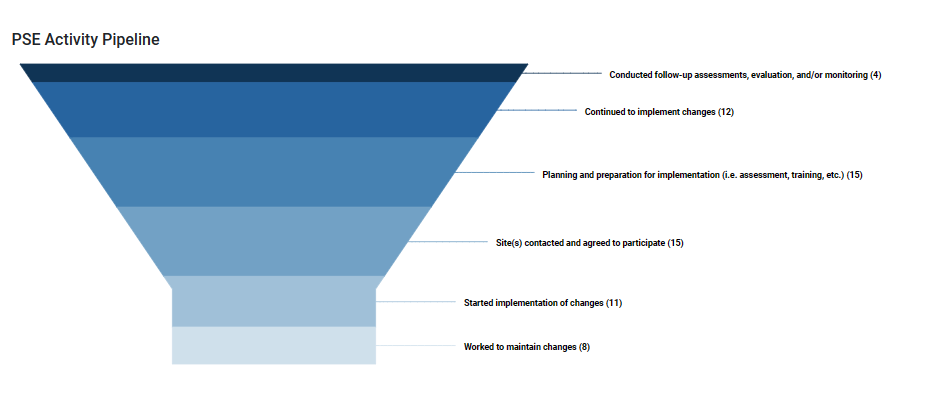 PSE Activity Pipeline
Conducted follow-up assessments, evaluation, and/or monitoring (4)
Continued to implement changes (12)
Planning and preparation for implementation (i.e. assessment, training, etc.) (15)
Site(s) contacted and agreed to participate (15)
Started implementation of changes (11)
Worked to maintain changes (8)